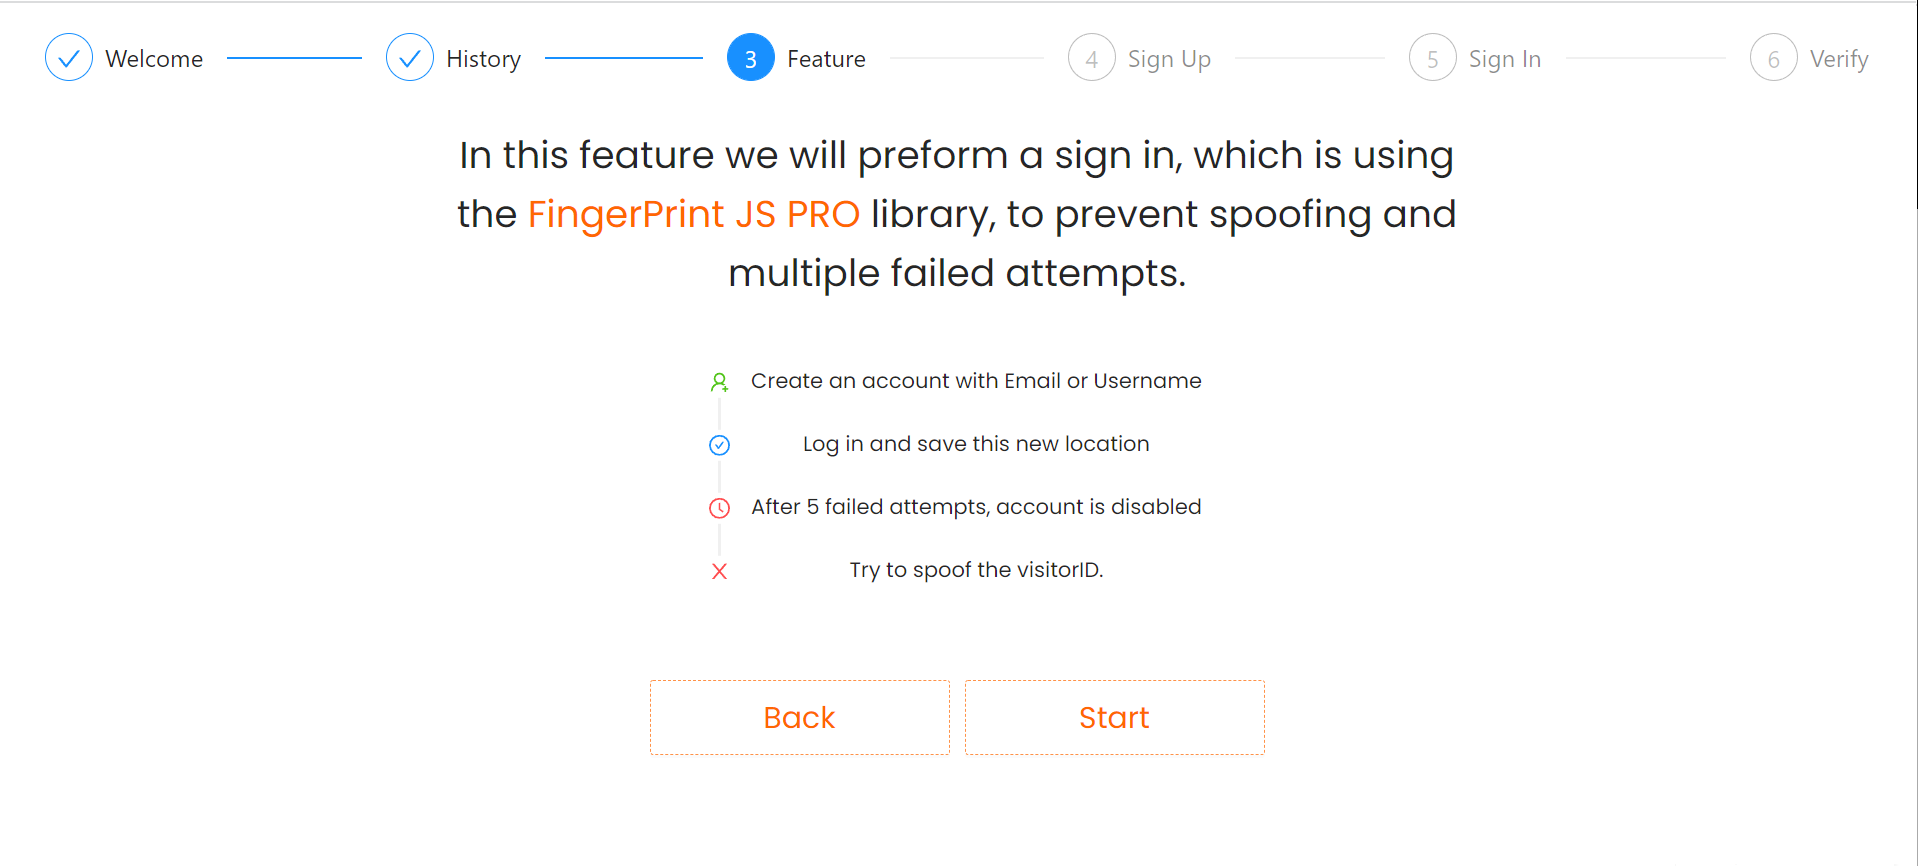 Welcome
History
3 Feature
4 Sign Up
5 Sign In
6 Verify
In this feature we will preform a sign in, which is using
the FingerPrint JS PRO library, to prevent spoofing and
multiple failed attempts.
Create an account with Email or Username
Log in and save this new location
After 5 failed attempts, account is disabled
Try to spoof the visitorID.
Back
Start